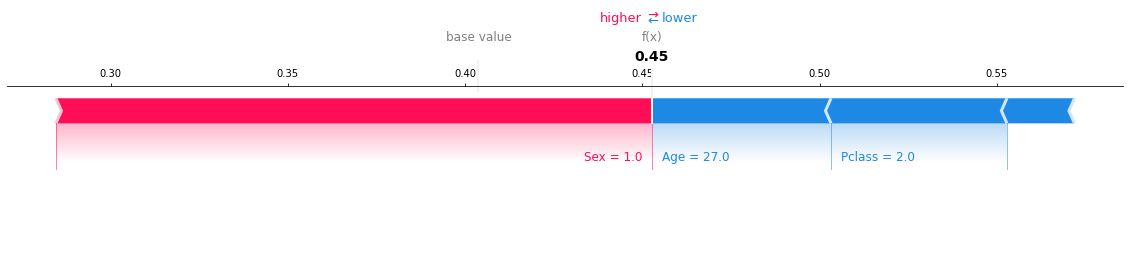 higher ⇄ lower
base value f(x)
0.45
0.30 0.35 0.40 0.45 0.50 0.55
Sex = 1.0 Age = 27.0 Pclass = 2.0